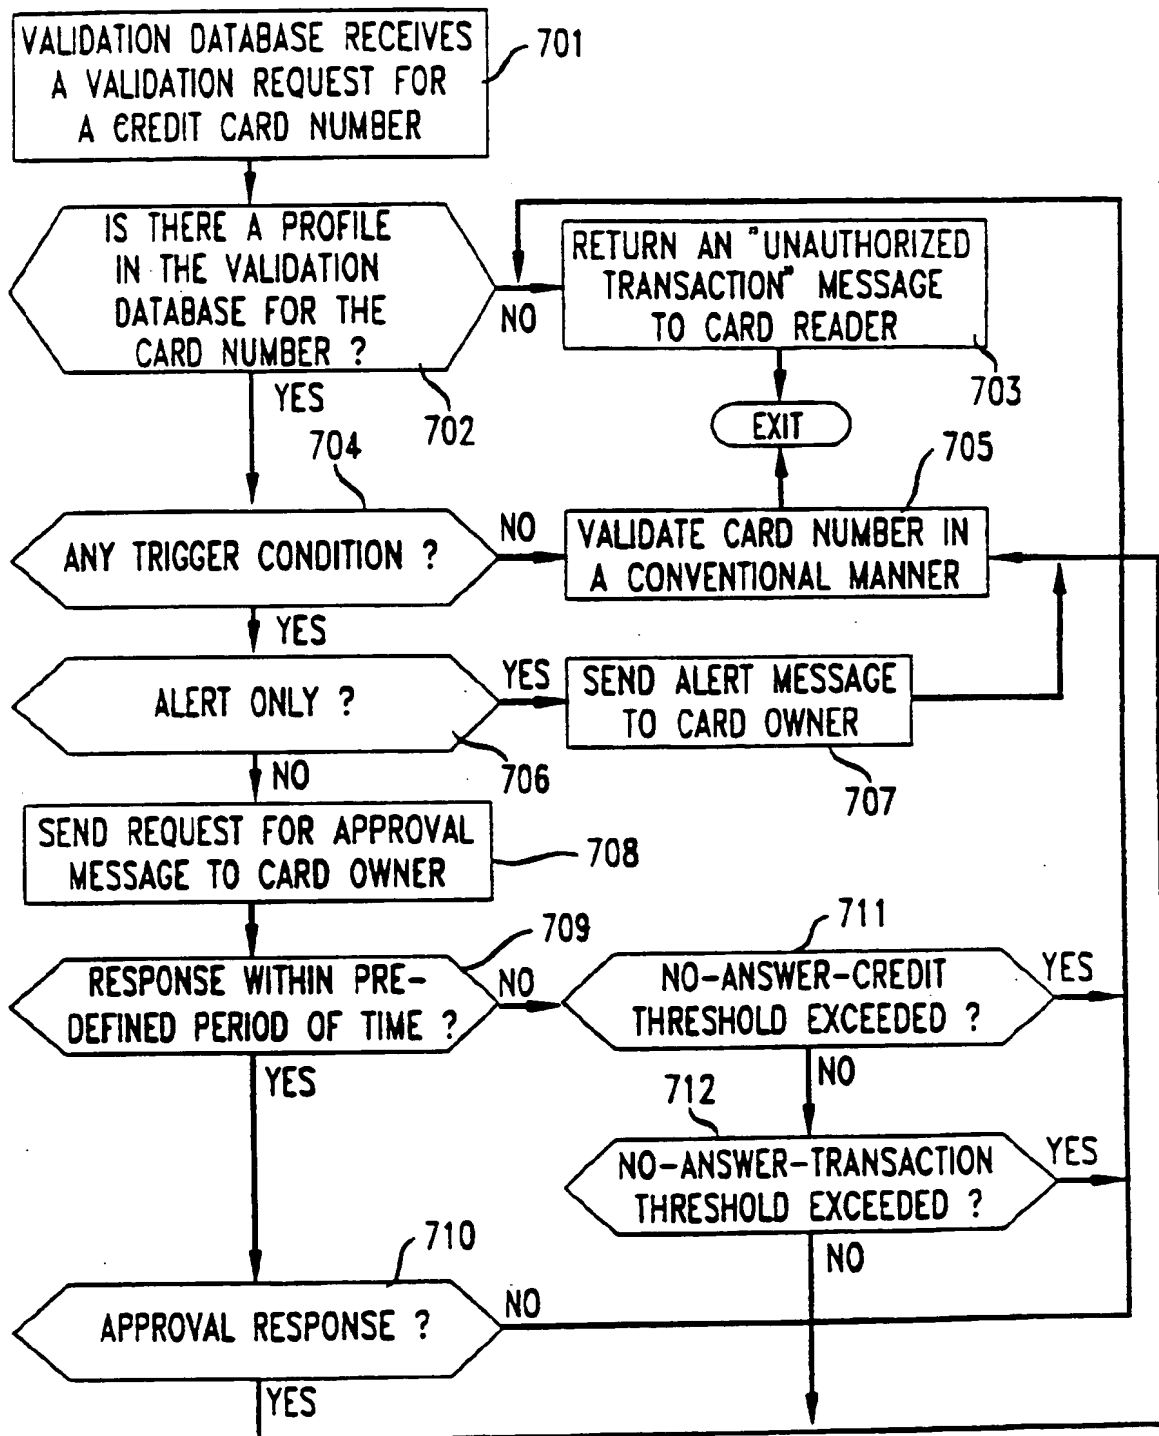 VALIDATION DATABASE RECEIVES
A VALIDATION REQUEST FOR
A CREDIT CARD NUMBER
701
IS THERE A PROFILE
IN THE VALIDATION
DATABASE FOR THE
CARD NUMBER ?
702
NO
YES
RETURN AN "UNAUTHORIZED
TRANSACTION" MESSAGE
TO CARD READER
703
EXIT
704
ANY TRIGGER CONDITION ?
NO
YES
705
VALIDATE CARD NUMBER IN
A CONVENTIONAL MANNER
ALERT ONLY ?
706
YES
NO
SEND ALERT MESSAGE
TO CARD OWNER
707
SEND REQUEST FOR APPROVAL
MESSAGE TO CARD OWNER
708
709
RESPONSE WITHIN PRE-
DEFINED PERIOD OF TIME ?
NO
YES
711
NO-ANSWER-CREDIT
THRESHOLD EXCEEDED ?
YES
NO
712
NO-ANSWER-TRANSACTION
THRESHOLD EXCEEDED ?
YES
NO
710
APPROVAL RESPONSE ?
NO
YES